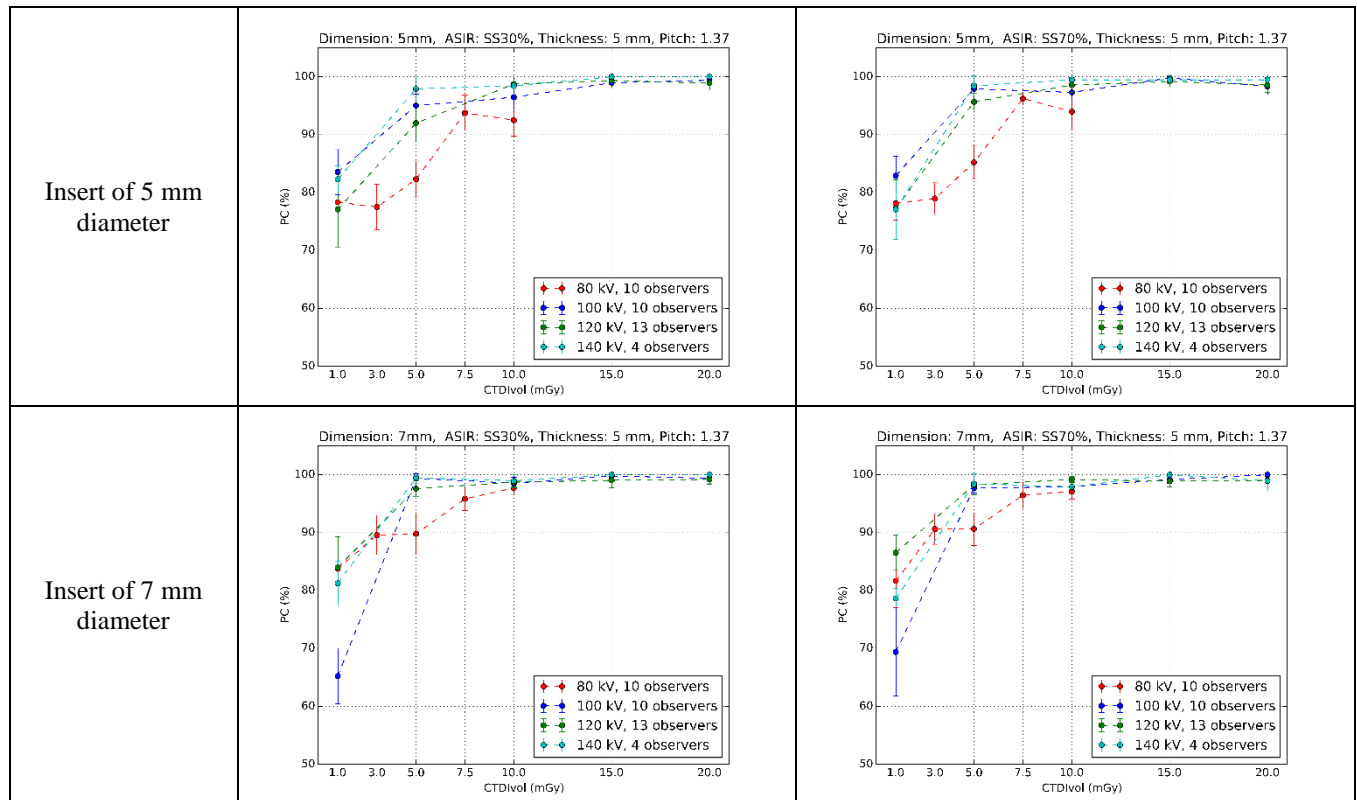 Insert of 5 mm
diameter
Dimension: 5mm,  ASIR: SS30%, Thickness: 5 mm, Pitch: 1.37
100
90
80
70
60
50
PC (%)
80 kV, 10 observers
100 kV, 10 observers
120 kV, 13 observers
140 kV, 4 observers
1.0 3.0 5.0 7.5 10.0 15.0 20.0
CTDIvol (mGy)
Dimension: 5mm,  ASIR: SS70%, Thickness: 5 mm, Pitch: 1.37
100
90
80
70
60
50
PC (%)
80 kV, 10 observers
100 kV, 10 observers
120 kV, 13 observers
140 kV, 4 observers
1.0 3.0 5.0 7.5 10.0 15.0 20.0
CTDIvol (mGy)
Insert of 7 mm
diameter
Dimension: 7mm,  ASIR: SS30%, Thickness: 5 mm, Pitch: 1.37
100
90
80
70
60
50
PC (%)
80 kV, 10 observers
100 kV, 10 observers
120 kV, 13 observers
140 kV, 4 observers
1.0 3.0 5.0 7.5 10.0 15.0 20.0
CTDIvol (mGy)
Dimension: 7mm,  ASIR: SS70%, Thickness: 5 mm, Pitch: 1.37
100
90
80
70
60
50
PC (%)
80 kV, 10 observers
100 kV, 10 observers
120 kV, 13 observers
140 kV, 4 observers
1.0 3.0 5.0 7.5 10.0 15.0 20.0
CTDIvol (mGy)